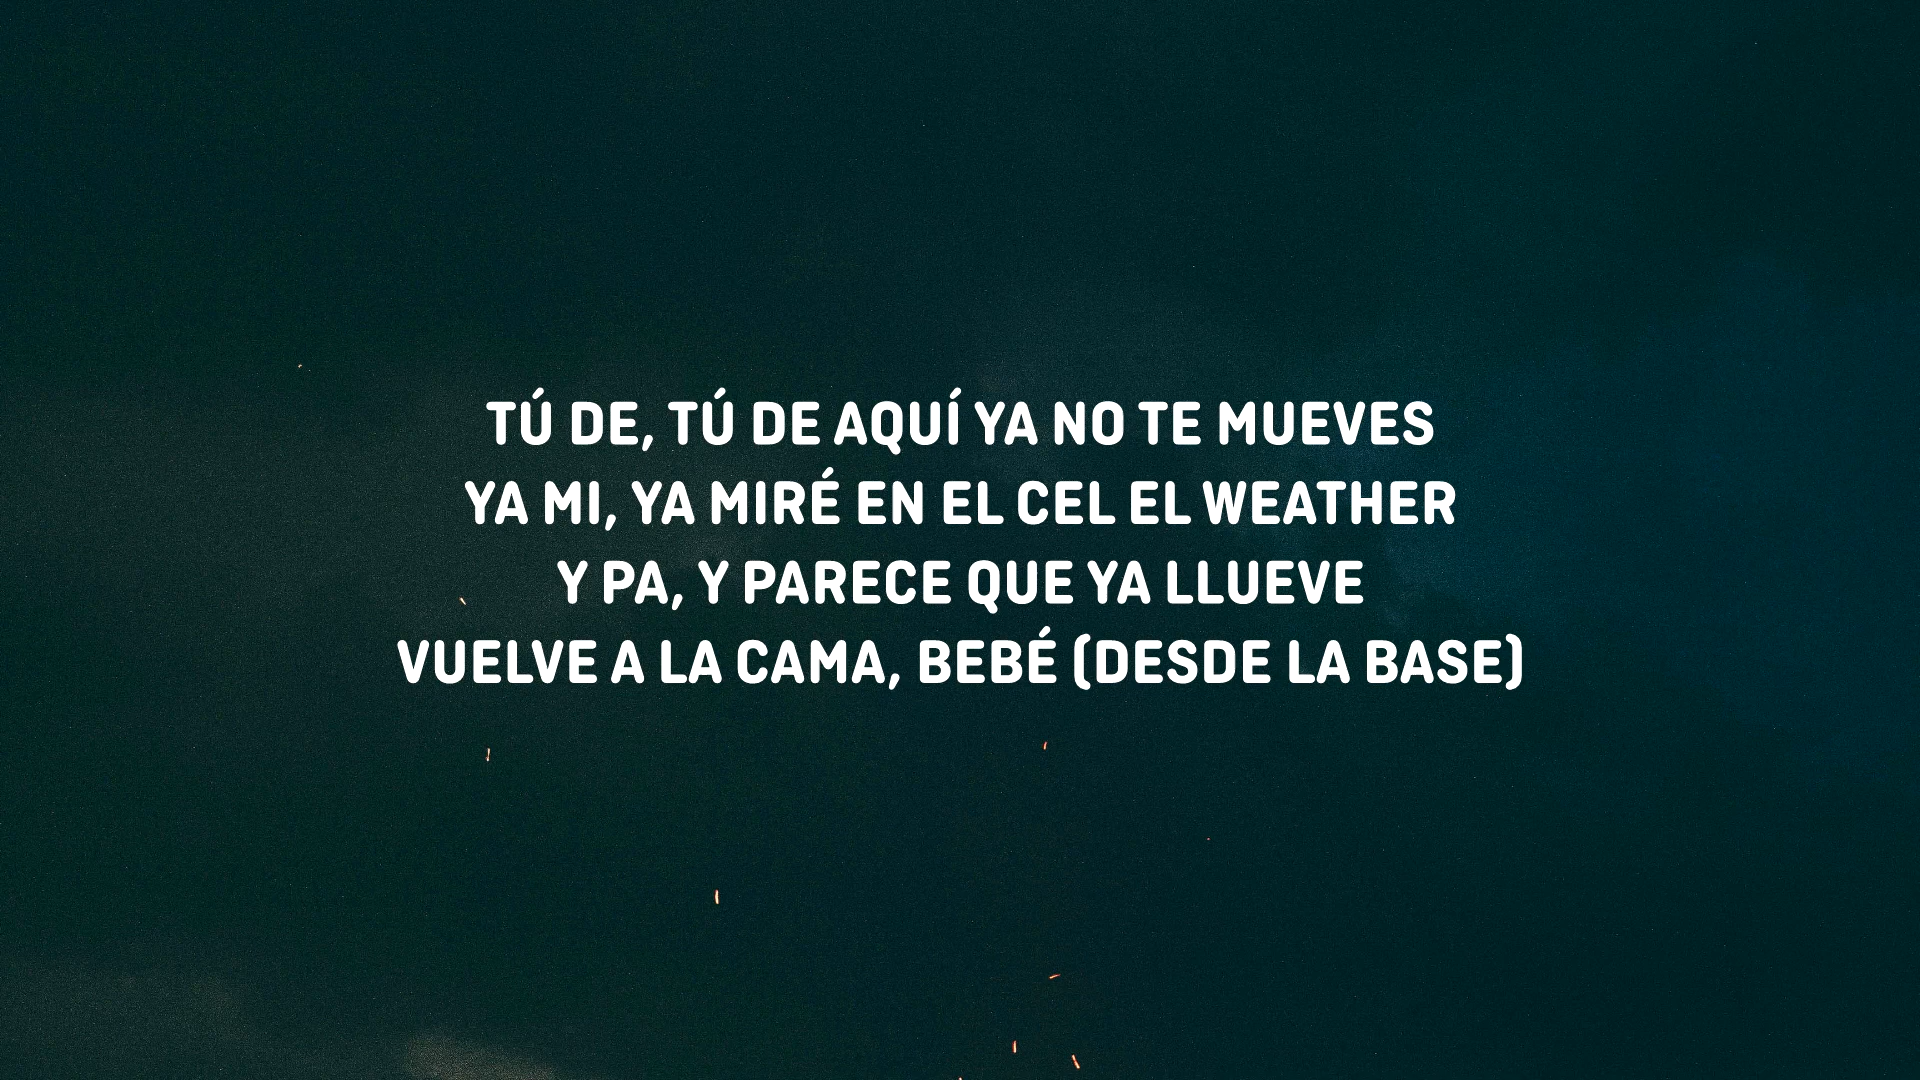 TÚ DE, TÚ DE AQUÍ YA NO TE MUEVES
YA MI, YA MIRÉ EN EL CEL EL WEATHER
Y PA, Y PARECE QUE YA LLUEVE
VUELVE A LA CAMA, BEBÉ (DESDE LA BASE)